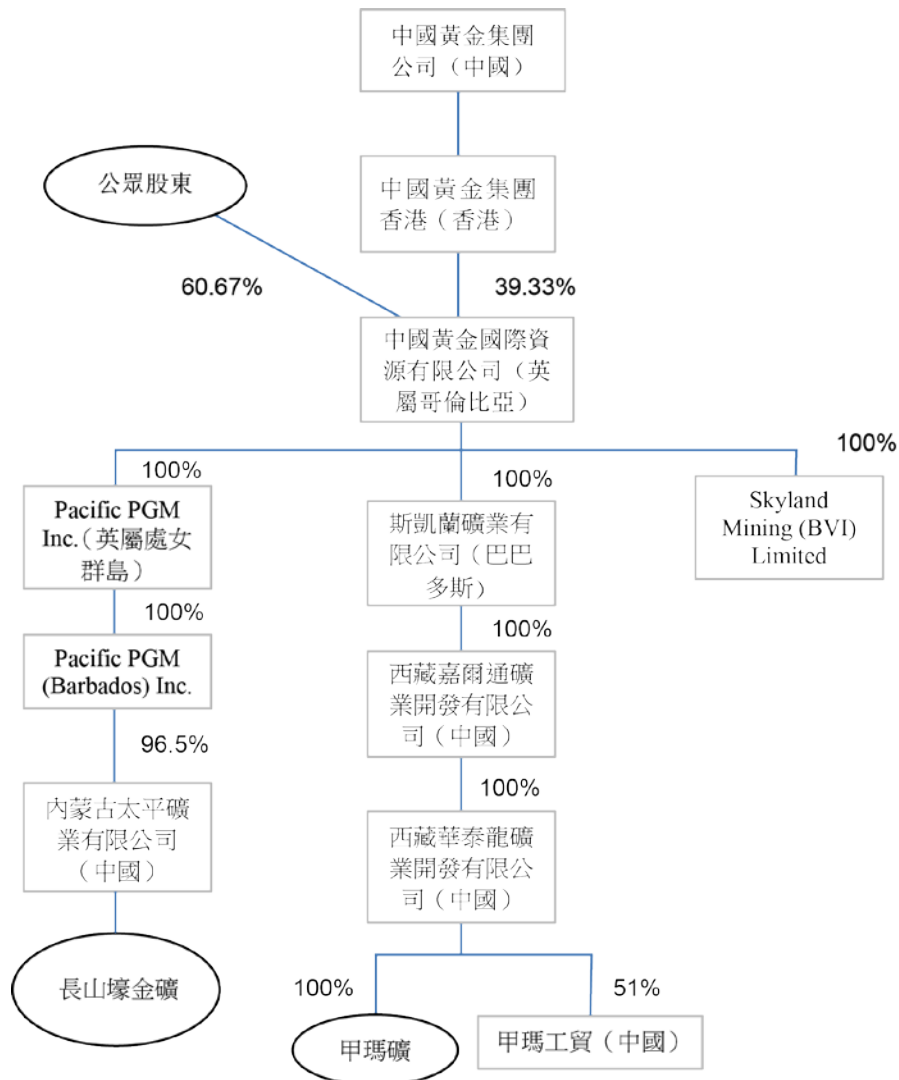 中國黃金集團
公司（中國）
公眾股東
中國黃金集團
香港（香港）
60.67%
39.33%
中國黃金國際資
源有限公司（英
屬哥倫比亞）
100%
100%
100%
Pacific PGM
Inc.（英屬處女
群島）
斯凱蘭礦業有
限公司（巴巴
多斯）
Skyland
Mining (BVI)
Limited
100%
100%
Pacific PGM
(Barbados) Inc.
西藏嘉爾通礦
業開發有限公
司（中國）
96.5%
100%
內蒙古太平礦
業有限公司
（中國）
西藏華泰龍礦
業開發有限公
司（中國）
長山壕金礦
100%
51%
甲瑪礦
甲瑪工貿（中國）